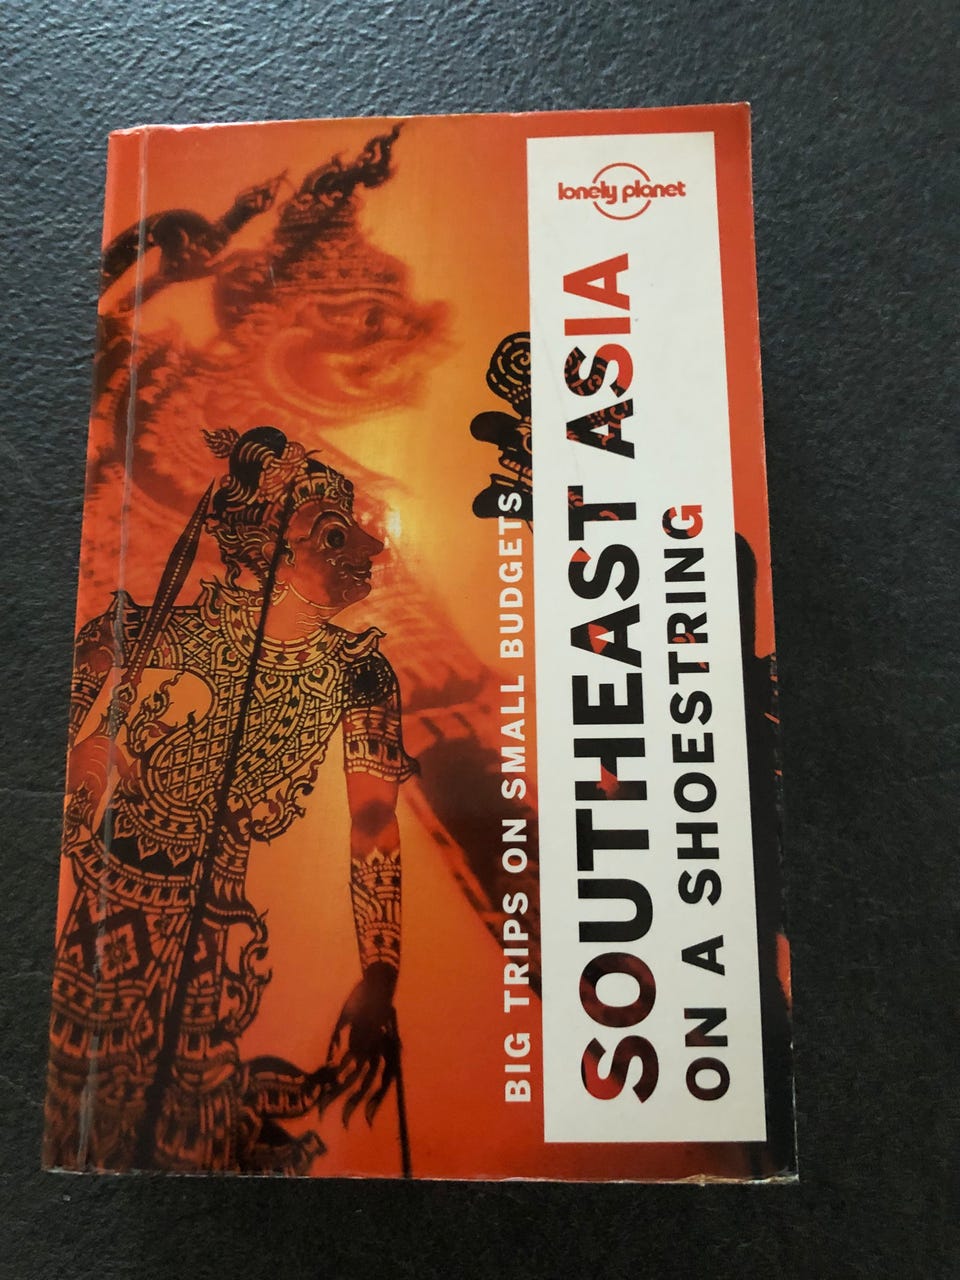 lonely planet
SOUTHEAST ASIA
ON A SHOESTRING
BIG TRIPS ON SMALL BUDGETS